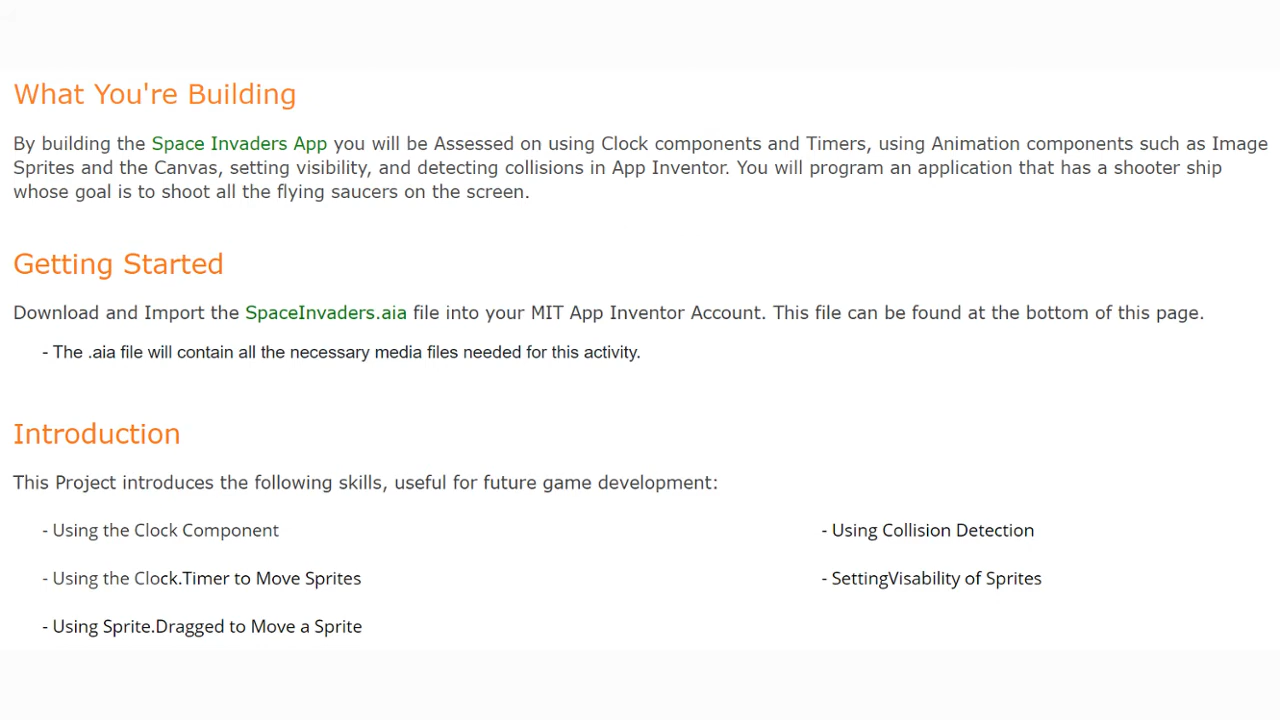 What You're Building
By building the Space Invaders App you will be Assessed on using Clock components and Timers, using Animation components such as Image
Sprites and the Canvas, setting visibility, and detecting collisions in App Inventor. You will program an application that has a shooter ship
whose goal is to shoot all the flying saucers on the screen.
Getting Started
Download and Import the SpaceInvaders.aia file into your MIT App Inventor Account. This file can be found at the bottom of this page.
- The .aia file will contain all the necessary media files needed for this activity.
Introduction
This Project introduces the following skills, useful for future game development:
- Using the Clock Component
- Using the Clock.Timer to Move Sprites
- Using Sprite.Dragged to Move a Sprite
- Using Collision Detection
- SettingVisability of Sprites